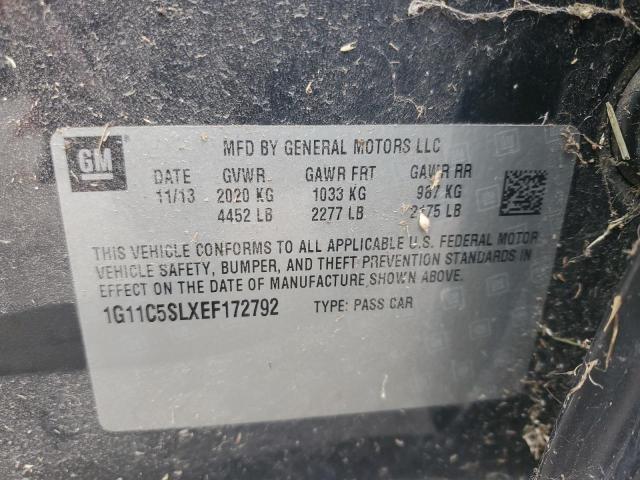 GM
MFD BY GENERAL MOTORS LLC
DATE GVWR GAWR FRT GAWR RR
11/13 2020 KG 1033 KG 987 KG
4452 LB 2277 LB 2175 LB
THIS VEHICLE CONFORMS TO ALL APPLICABLE U.S. FEDERAL MOTOR
VEHICLE SAFETY, BUMPER, AND THEFT PREVENTION STANDARDS IN
EFFECT ON THE DATE OF MANUFACTURE SHOWN ABOVE.
1G11C5SLXEF172792 TYPE: PASS CAR